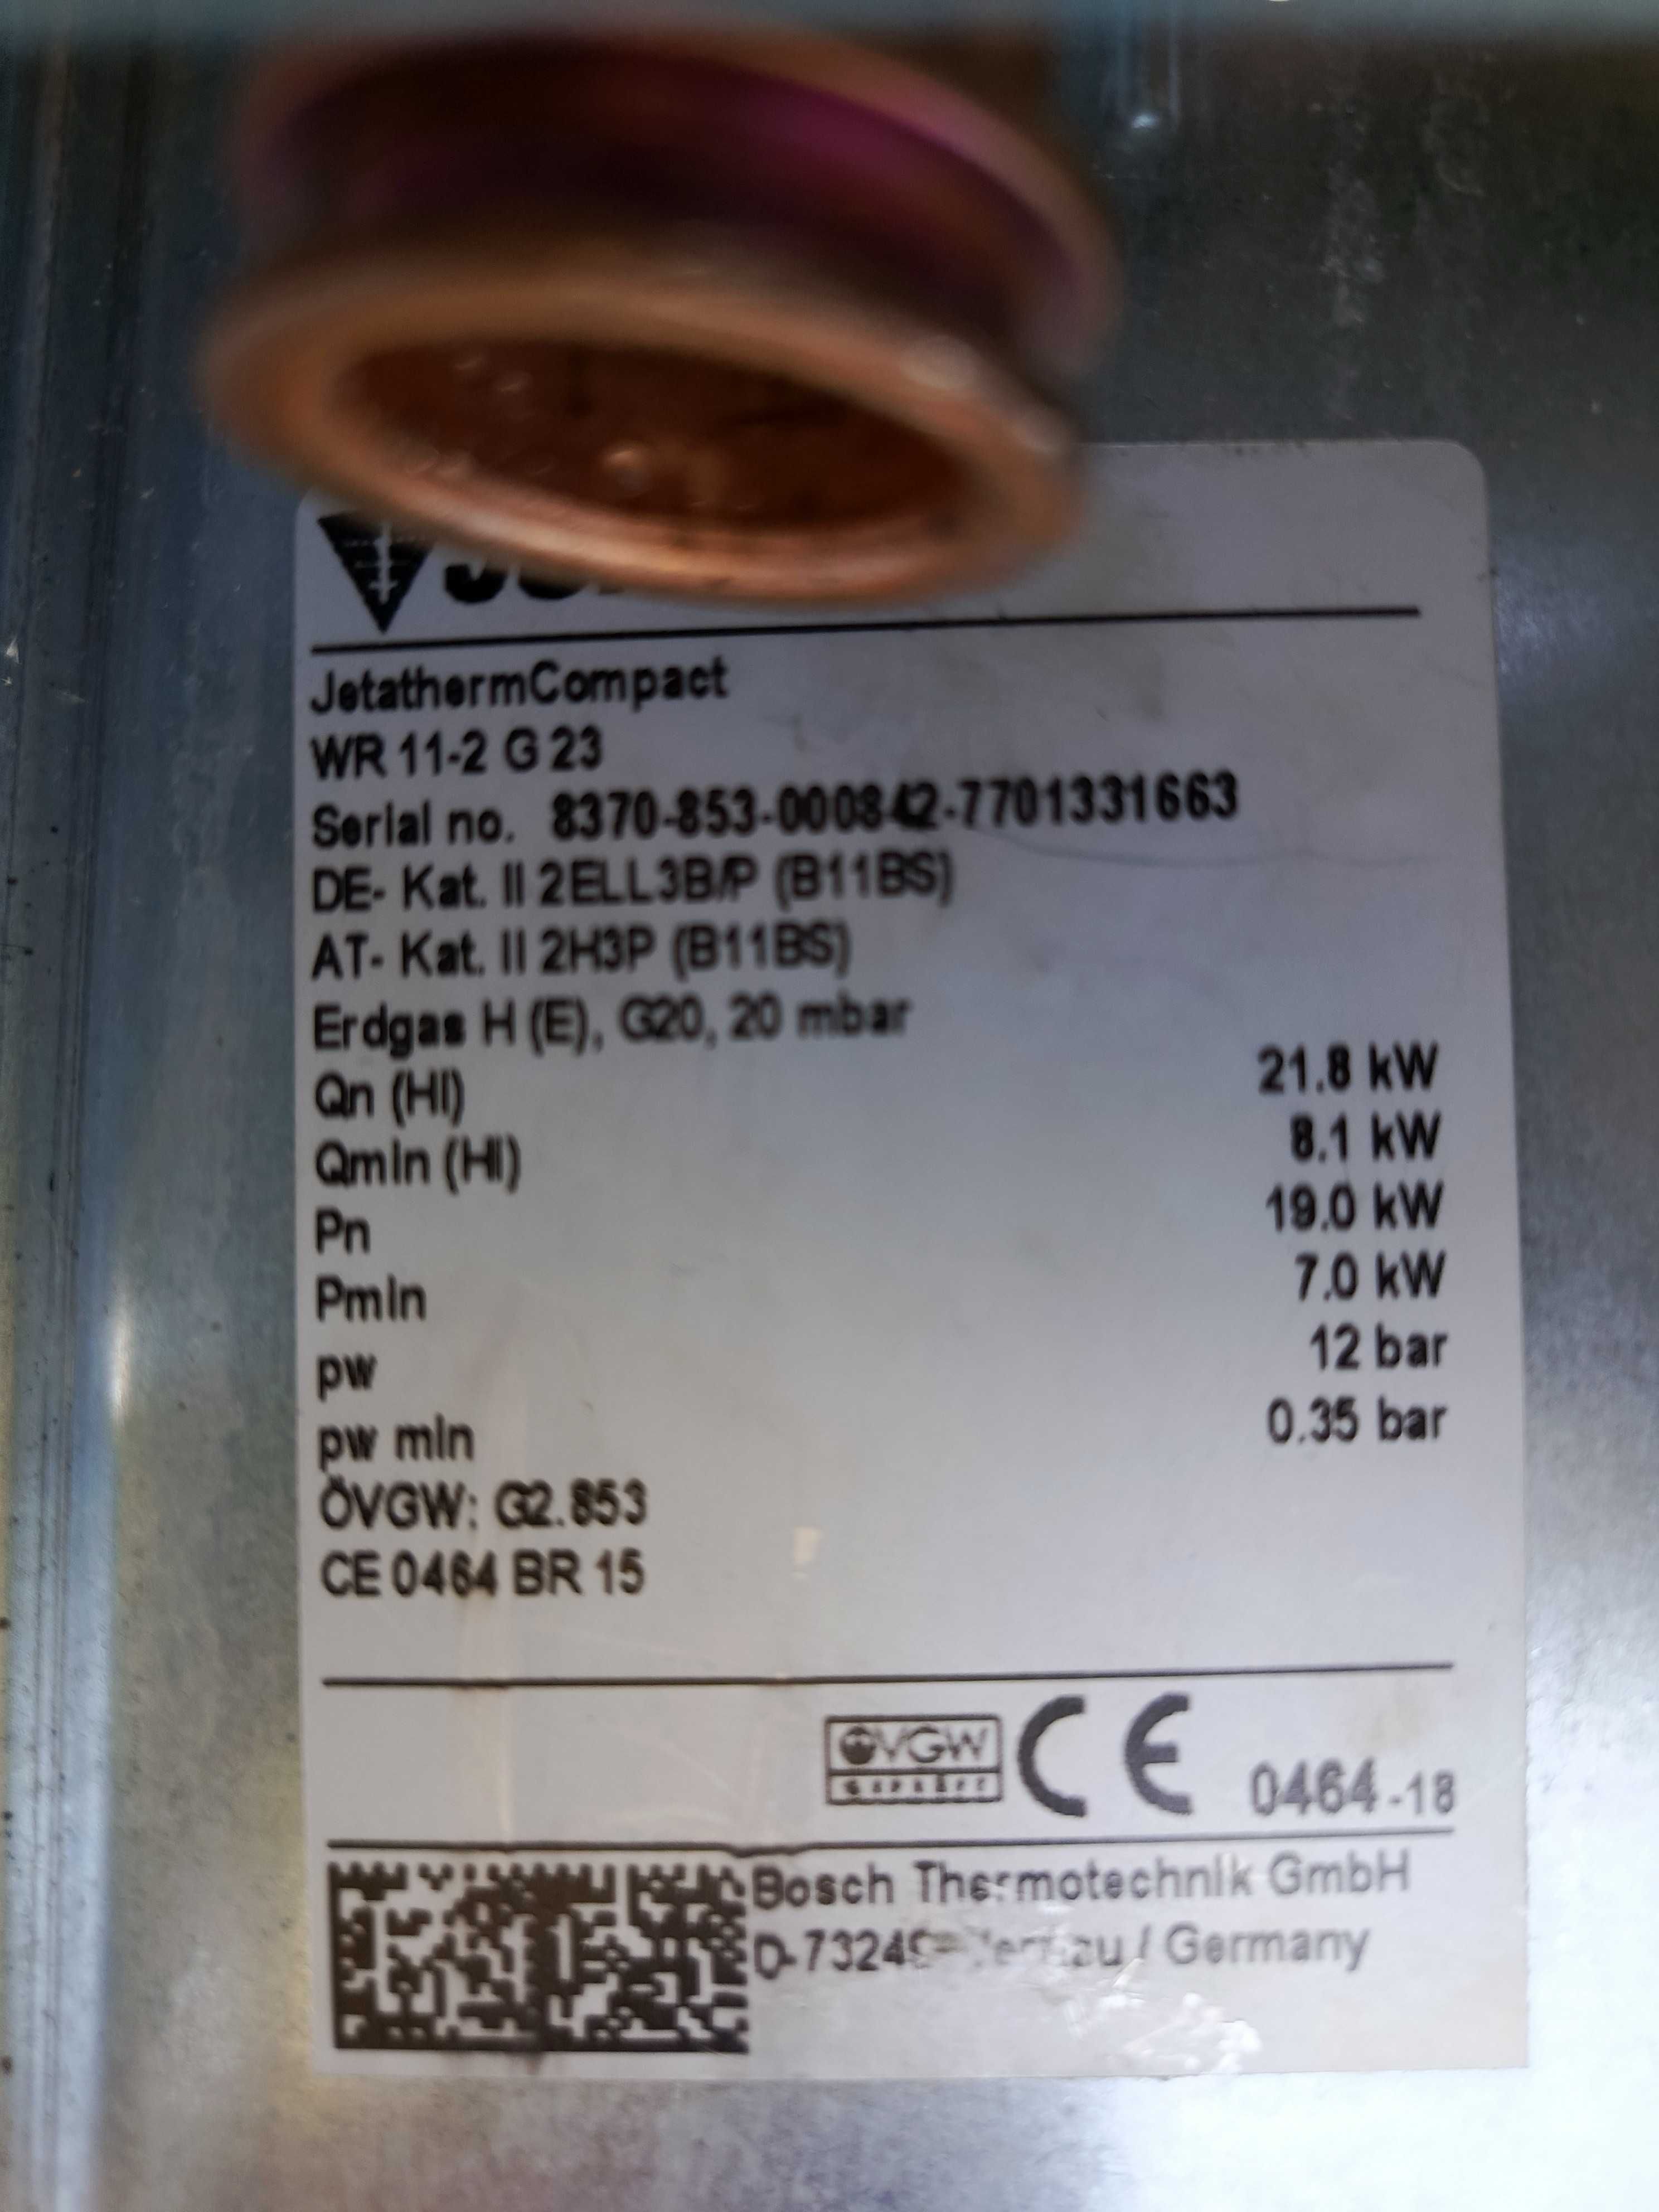 JetathermCompact
WR 11-2 G 23
Serial no. 8370-853-000842-7701331663
DE- Kat. II 2ELL3B/P (B11BS)
AT- Kat. II 2H3P (B11BS)
Erdgas H (E), G20, 20 mbar
Qn (Hi) 21.8 kW
Qmin (Hi) 8.1 kW
Pn 19.0 kW
Pmin 7.0 kW
pw 12 bar
pw min 0.35 bar
ÖVGW: G2.853
CE 0464 BR 15
ÖVGW
GEPRÜFT
CE 0464-18
Bosch Thermotechnik GmbH
/ Germany